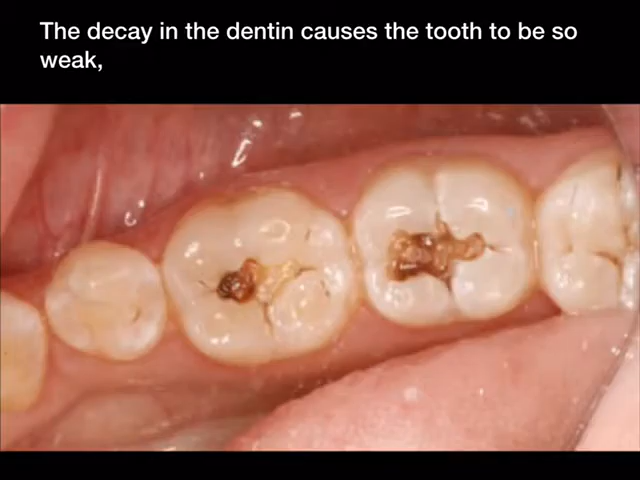 The decay in the dentin causes the tooth to be so
weak,